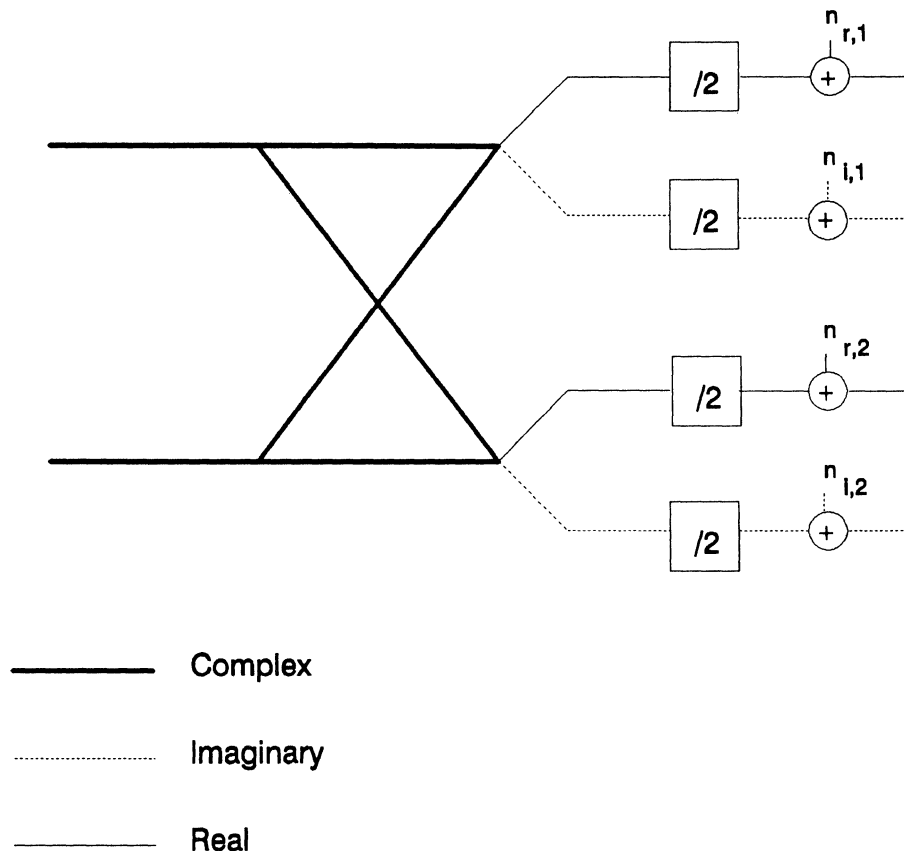 n r,1
/2
+
n i,1
/2
+
n r,2
/2
+
n i,2
/2
+
Complex
Imaginary
Real